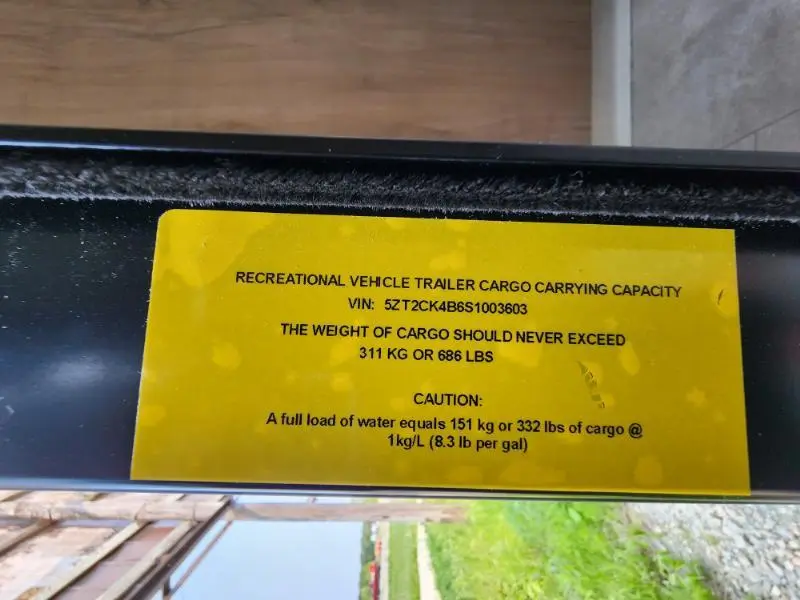 RECREATIONAL VEHICLE TRAILER CARGO CARRYING CAPACITY
VIN: 5ZT2CK4B6S1003603
THE WEIGHT OF CARGO SHOULD NEVER EXCEED
311 KG OR 686 LBS
CAUTION:
A full load of water equals 151 kg or 332 lbs of cargo @
1kg/L (8.3 lb per gal)